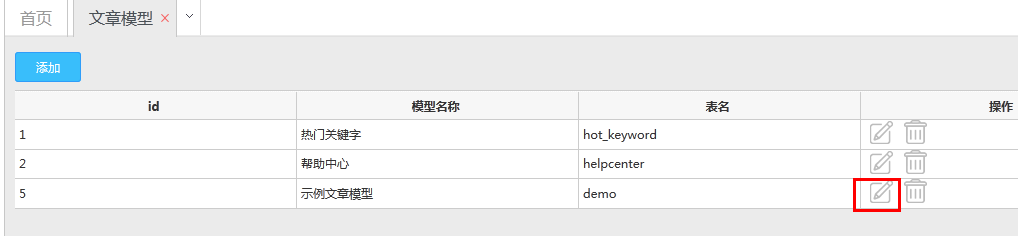 首页 文章模型
添加
id 模型名称 表名 操作
1 热门关键字 hot_keyword
2 帮助中心 helpcenter
5 示例文章模型 demo